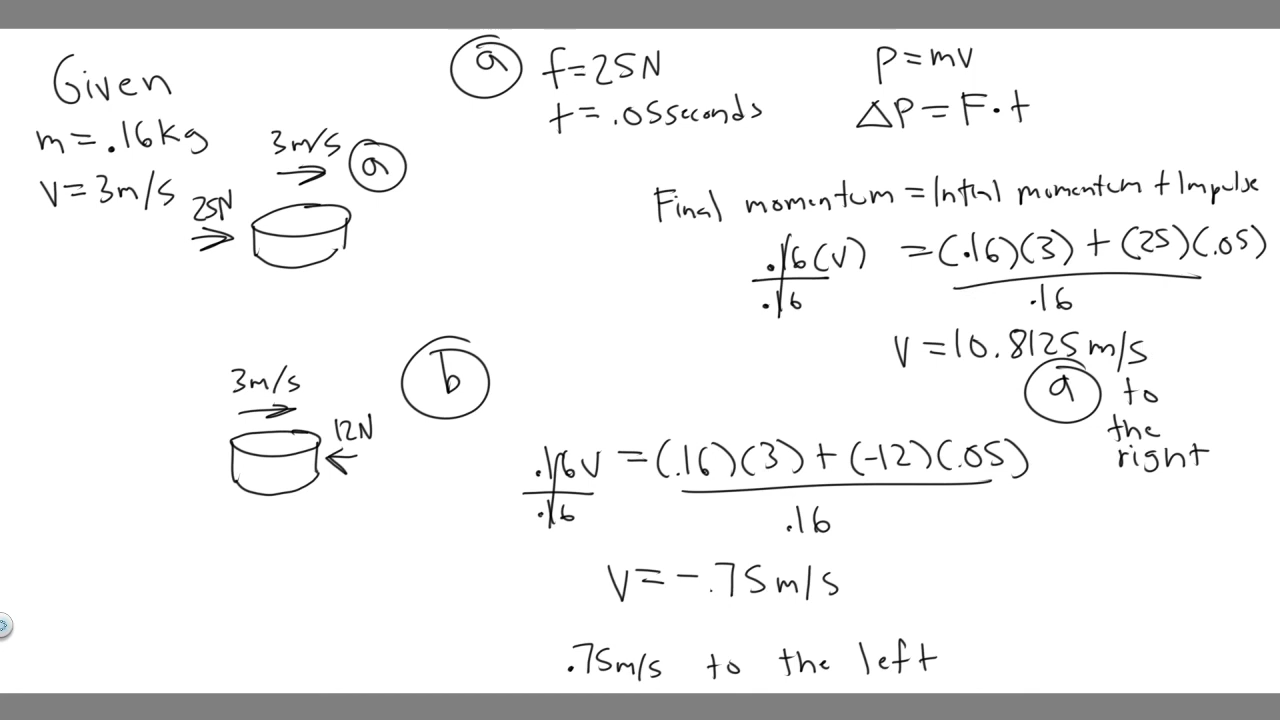 Given
m = .16kg
v = 3m/s
3m/s
a
25N
a
f = 25N
t = .05 seconds
P = mv
ΔP = F·t
Final momentum = Initial momentum + Impulse
.16(v) = (.16)(3) + (25)(.05)
.16 .16
v = 10.8125 m/s
a to
the
right
3m/s
b
12N
.16v = (.16)(3) + (-12)(.05)
.16 .16
v = -.75m/s
.75m/s to the left